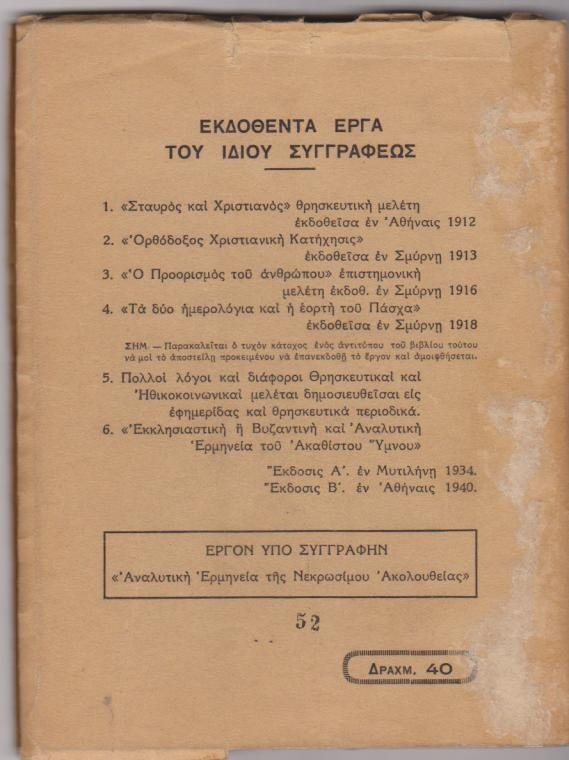 ΕΚΔΟΘΕΝΤΑ ΕΡΓΑ
ΤΟΥ ΙΔΙΟΥ ΣΥΓΓΡΑΦΕΩΣ
1. «Σταυρὸς καὶ Χριστιανὸς» θρησκευτικὴ μελέτη
ἐκδοθεῖσα ἐν Ἀθήναις 1912
2. «Ὀρθόδοξος Χριστιανικὴ Κατήχησις»
ἐκδοθεῖσα ἐν Σμύρνῃ 1913
3. «Ὁ Προορισμὸς τοῦ ἀνθρώπου» ἐπιστημονικὴ
μελέτη ἐκδοθ. ἐν Σμύρνῃ 1916
4. «Τὰ δύο ἡμερολόγια καὶ ἡ ἑορτὴ τοῦ Πάσχα»
ἐκδοθεῖσα ἐν Σμύρνῃ 1918
ΣΗΜ. — Παρακαλεῖται ὁ τυχὸν κάτοχος ἑνὸς ἀντιτύπου τοῦ βιβλίου τούτου
νὰ μοὶ τὸ ἀποστείλῃ προκειμένου νὰ ἐπανεκδοθῇ τὸ ἔργον καὶ ἀμοιφθήσεται.
5. Πολλοὶ λόγοι καὶ διάφοροι Θρησκευτικαὶ καὶ
Ἠθικοκοινωνικαὶ μελέται δημοσιευθεῖσαι εἰς
ἐφημερίδας καὶ θρησκευτικὰ περιοδικά.
6. «Ἐκκλησιαστικὴ ἢ Βυζαντινὴ καὶ Ἀναλυτικὴ
Ἑρμηνεία τοῦ Ἀκαθίστου Ὕμνου»
Ἔκδοσις Α΄. ἐν Μυτιλήνῃ 1934.
Ἔκδοσις Β΄. ἐν Ἀθήναις 1940.
ΕΡΓΟΝ ΥΠΟ ΣΥΓΓΡΑΦΗΝ
«Ἀναλυτικὴ Ἑρμηνεία τῆς Νεκρωσίμου Ἀκολουθείας»
52
ΔΡΑΧΜ. 40